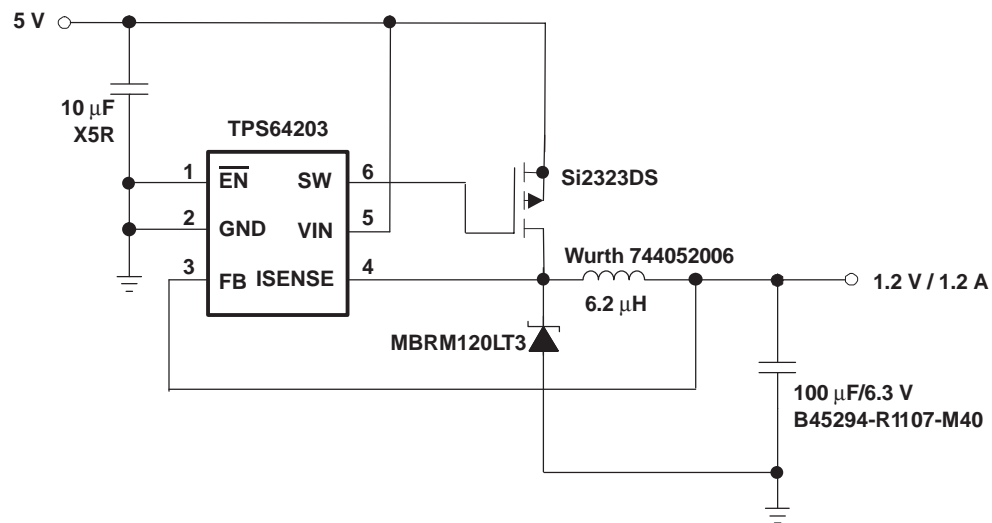 5 V
10 μF
X5R
TPS64203
1
EN
SW
6
2
GND
VIN
5
3
FB
ISENSE
4
Si2323DS
Wurth 744052006
6.2 μH
1.2 V / 1.2 A
MBRM120LT3
100 μF/6.3 V
B45294-R1107-M40